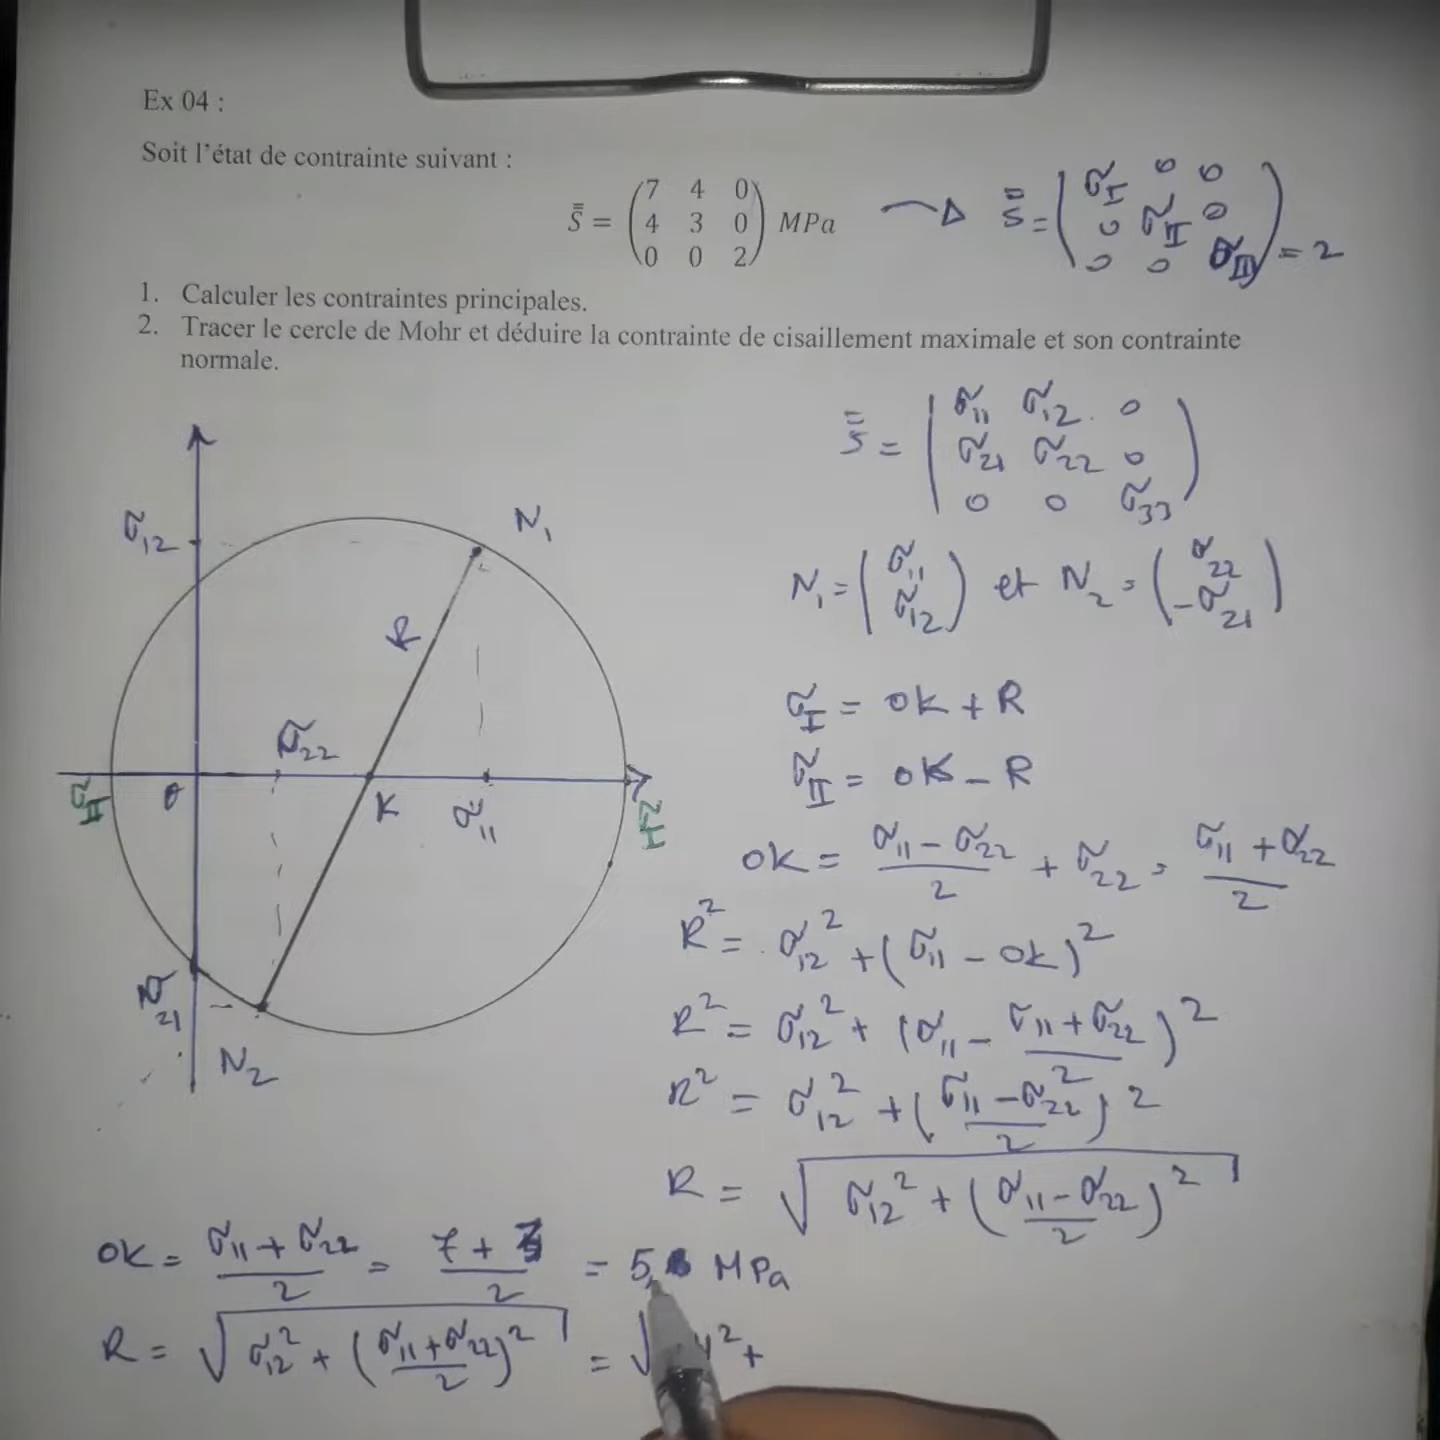 Ex 04 :
Soit l'état de contrainte suivant :
S̿ = (7 4 0
4 3 0
0 0 2) MPa → S̿ = (σI 0 0
0 σII 0
0 0 σIII) = 2
1. Calculer les contraintes principales.
2. Tracer le cercle de Mohr et déduire la contrainte de cisaillement maximale et son contrainte
normale.
S̿ = (σ11 σ12 0
σ21 σ22 0
0 0 σ33)
σ12
N1
R
σ22
σII
O
K
σ11
σI
σ21
N2
N1 = (σ11
σ12) et N2 = (σ22
-σ21)
σI = OK + R
σII = OK - R
OK = (σ11 - σ22)/2 + σ22 = (σ11 + σ22)/2
R² = σ12² + (σ11 - OK)²
R² = σ12² + (σ11 - (σ11 + σ22)/2)²
R² = σ12² + ((σ11 - σ22)/2)²
R = √(σ12² + ((σ11 - σ22)/2)²)
OK = (σ11 + σ22)/2 = (7 + 3)/2 = 5, MPa
R = √(σ12² + ((σ11 + σ22)/2)²) = √ 4² +